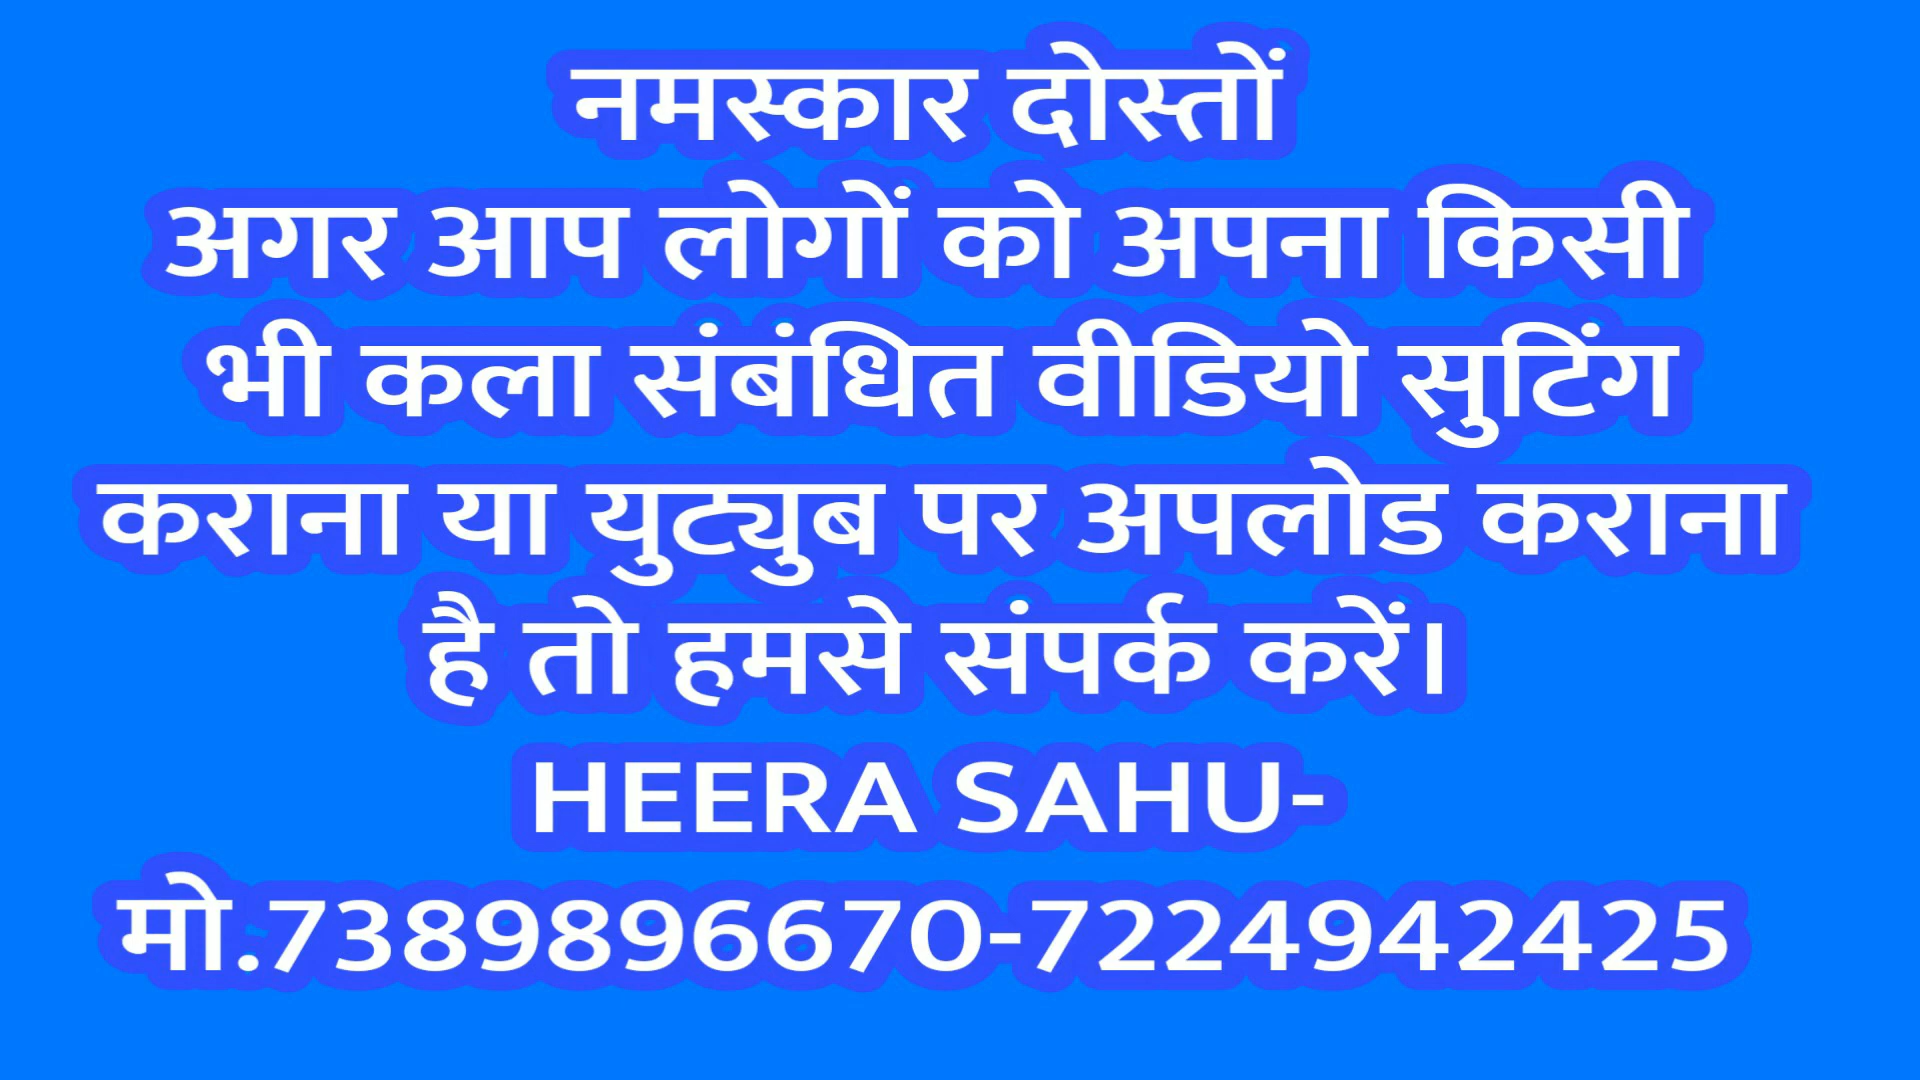 नमस्कार दोस्तों
अगर आप लोगों को अपना किसी
भी कला संबंधित वीडियो सुटिंग
कराना या युट्युब पर अपलोड कराना
है तो हमसे संपर्क करें।
HEERA SAHU-
मो.7389896670-7224942425